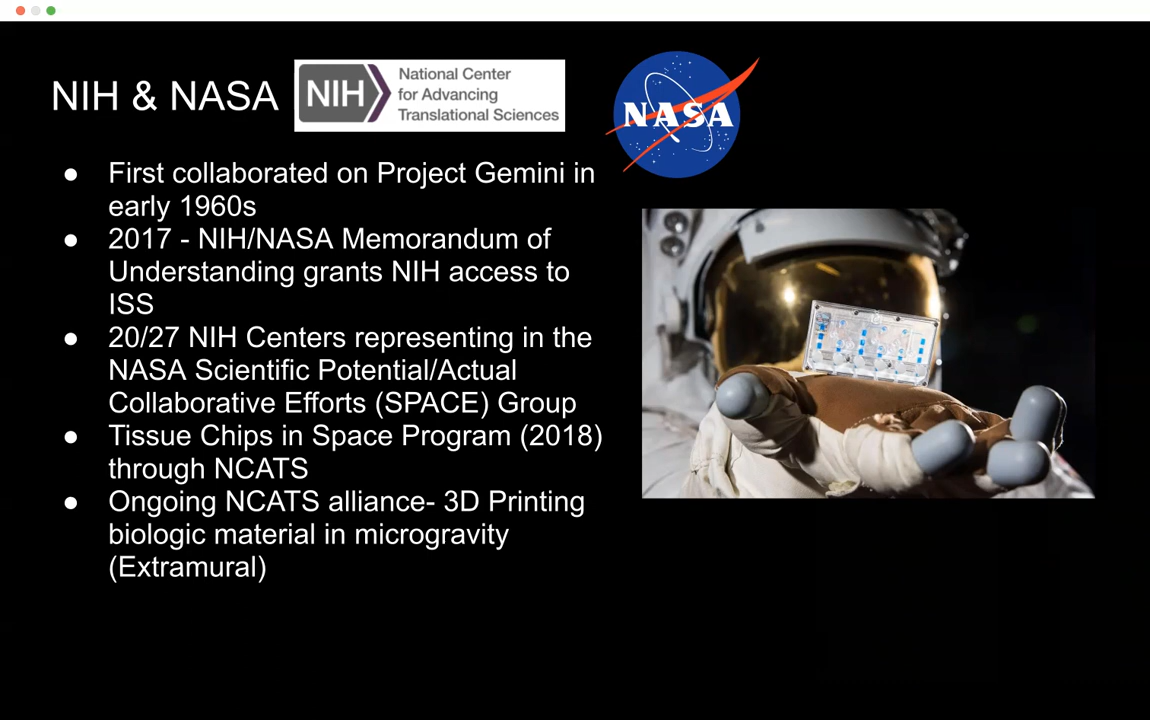 NIH & NASA
NIH
National Center
for Advancing
Translational Sciences
NASA
● First collaborated on Project Gemini in
early 1960s
● 2017 - NIH/NASA Memorandum of
Understanding grants NIH access to
ISS
● 20/27 NIH Centers representing in the
NASA Scientific Potential/Actual
Collaborative Efforts (SPACE) Group
● Tissue Chips in Space Program (2018)
through NCATS
● Ongoing NCATS alliance- 3D Printing
biologic material in microgravity
(Extramural)